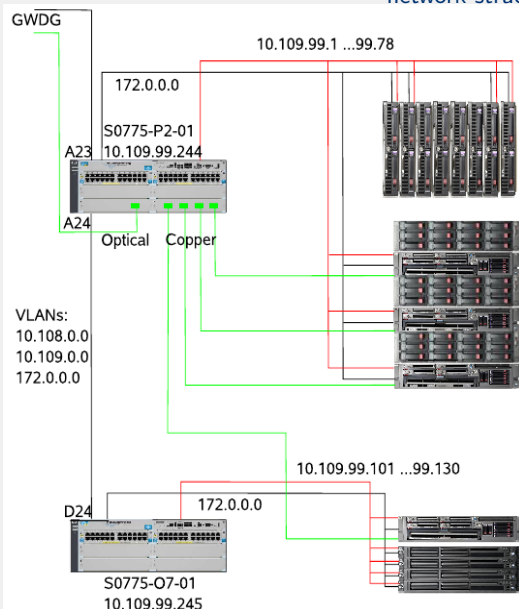 GWDG
10.109.99.1 ...99.78
172.0.0.0
S0775-P2-01
A23
10.109.99.244
A24
Optical
Copper
VLANs:
10.108.0.0
10.109.0.0
172.0.0.0
10.109.99.101 ...99.130
172.0.0.0
D24
S0775-O7-01
10.109.99.245